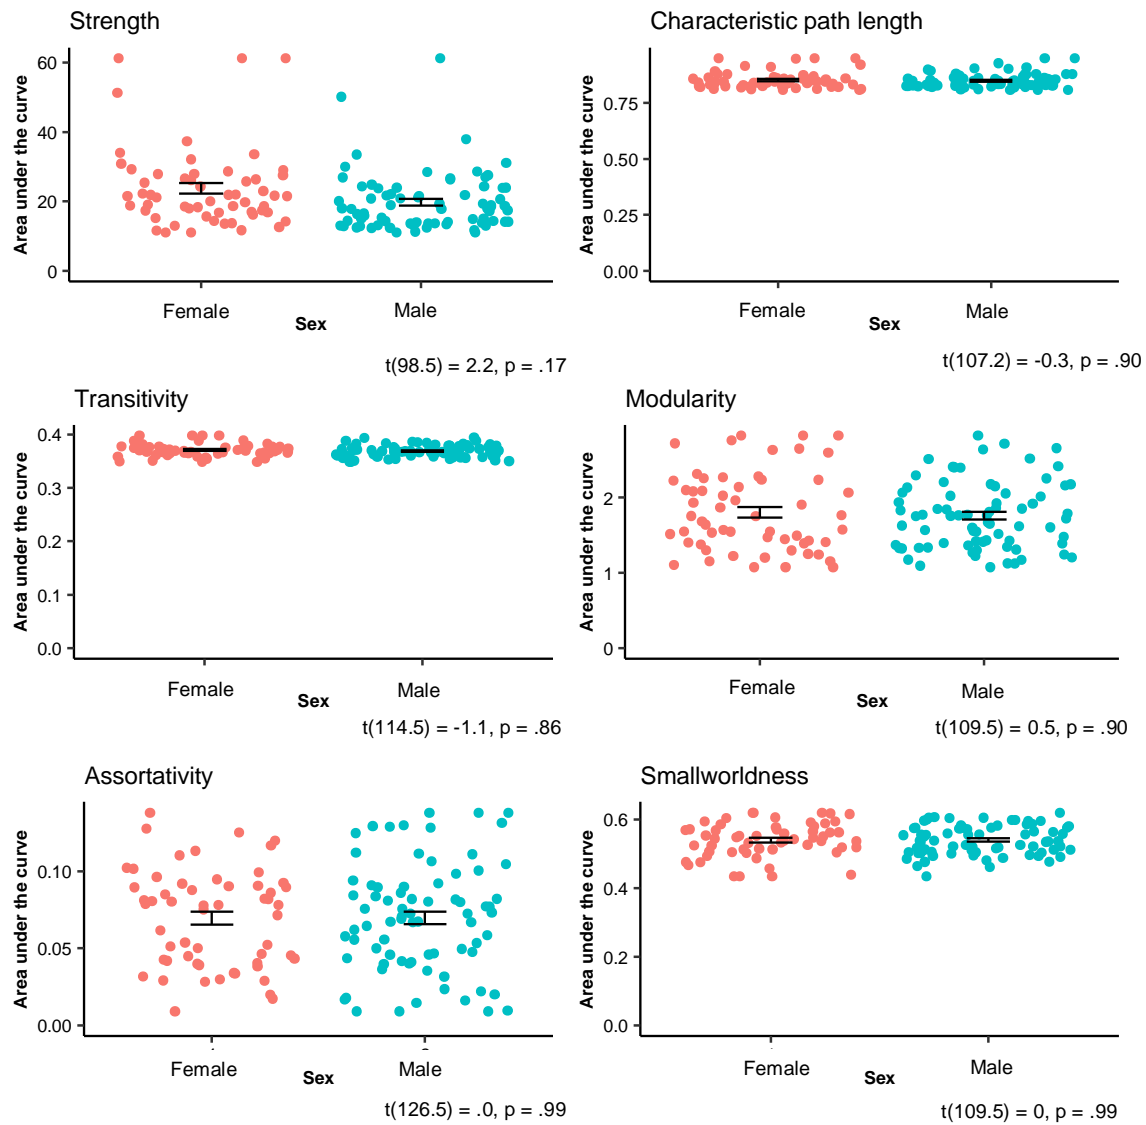 Strength
Area under the curve
60
40
20
0
Female
Male
Sex
t(98.5) = 2.2, p = .17
Characteristic path length
Area under the curve
0.75
0.50
0.25
0.00
Female
Male
Sex
t(107.2) = -0.3, p = .90
Transitivity
Area under the curve
0.4
0.3
0.2
0.1
0.0
Female
Male
Sex
t(114.5) = -1.1, p = .86
Modularity
Area under the curve
2
1
0
Female
Male
Sex
t(109.5) = 0.5, p = .90
Assortativity
Area under the curve
0.10
0.05
0.00
Female
Male
Sex
t(126.5) = .0, p = .99
Smallworldness
Area under the curve
0.6
0.4
0.2
0.0
Female
Male
Sex
t(109.5) = 0, p = .99